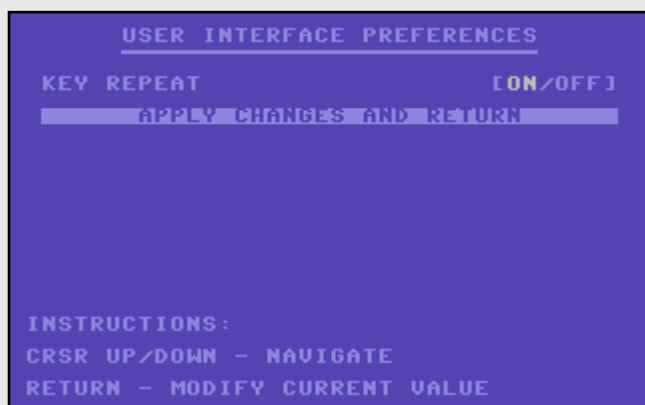 USER INTERFACE PREFERENCES
KEY REPEAT [ON/OFF]
APPLY CHANGES AND RETURN
INSTRUCTIONS:
CRSR UP/DOWN - NAVIGATE
RETURN - MODIFY CURRENT VALUE